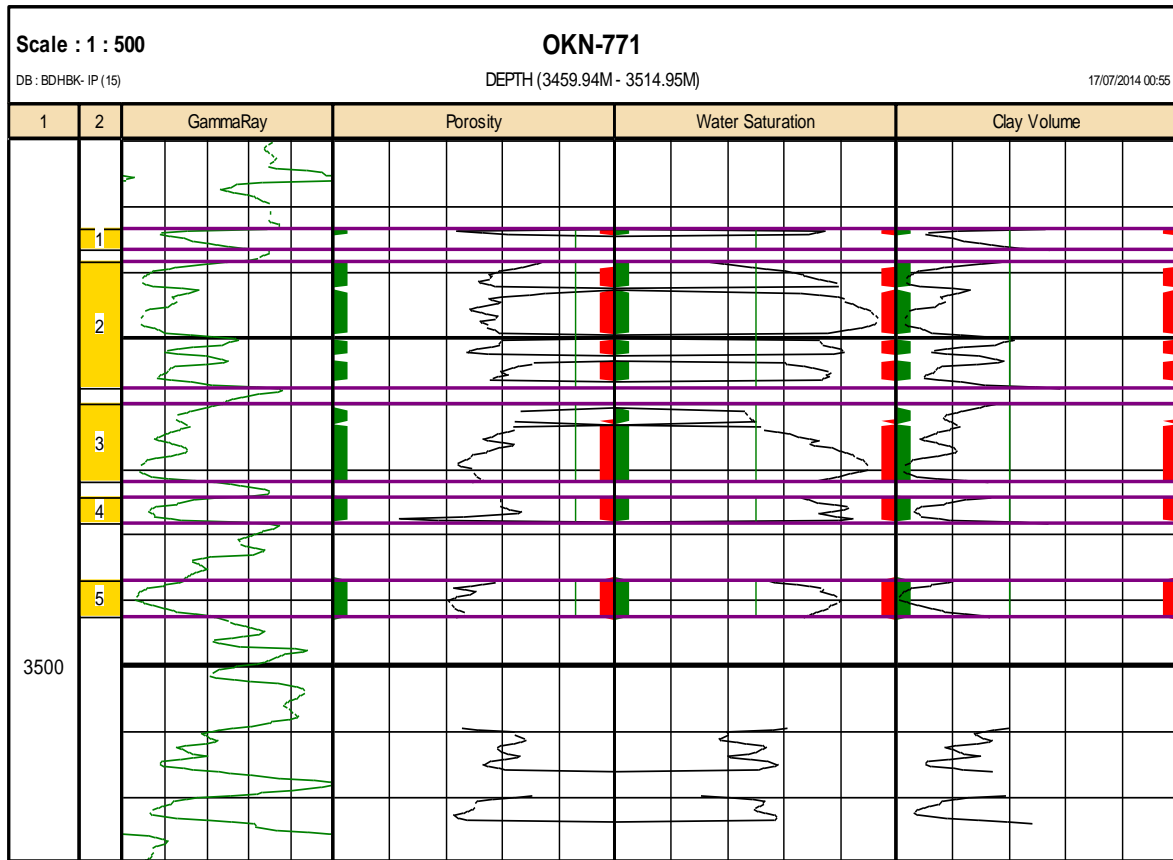 Scale : 1 : 500
OKN-771
DB : BDHBK- IP (15)
DEPTH (3459.94M - 3514.95M)
17/07/2014 00:55
1 2 GammaRay Porosity Water Saturation Clay Volume
1
2
3
4
5
3500